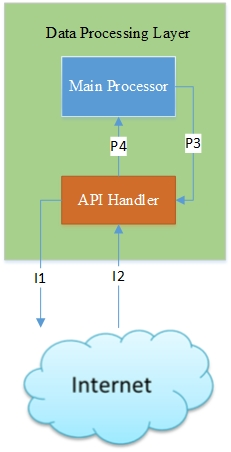 Data Processing Layer
Main Processor
P4
P3
API Handler
I1
I2
Internet